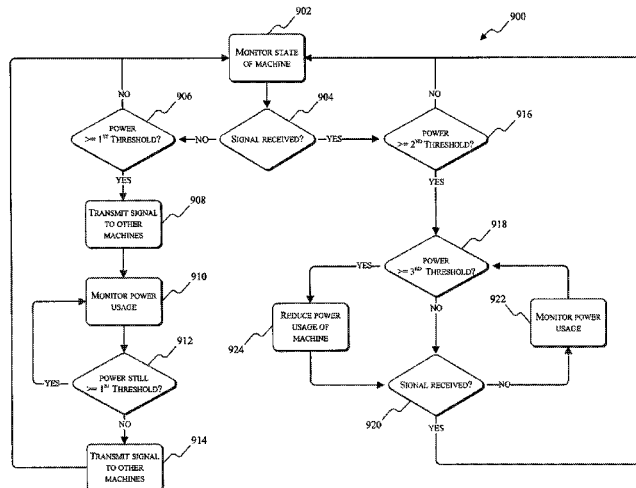 902
900
MONITOR STATE
OF MACHINE
NO
906
904
NO
916
POWER
>= 1ST THRESHOLD?
NO
SIGNAL RECEIVED?
YES
POWER
>= 2ND THRESHOLD?
YES
908
YES
TRANSMIT SIGNAL
TO OTHER
MACHINES
918
910
YES
POWER
>= 3RD THRESHOLD?
MONITOR POWER
USAGE
922
NO
REDUCE POWER
USAGE OF
MACHINE
924
MONITOR POWER
USAGE
912
POWER STILL
>= 1ST THRESHOLD?
YES
SIGNAL RECEIVED?
NO
920
NO
YES
914
TRANSMIT SIGNAL
TO OTHER
MACHINES